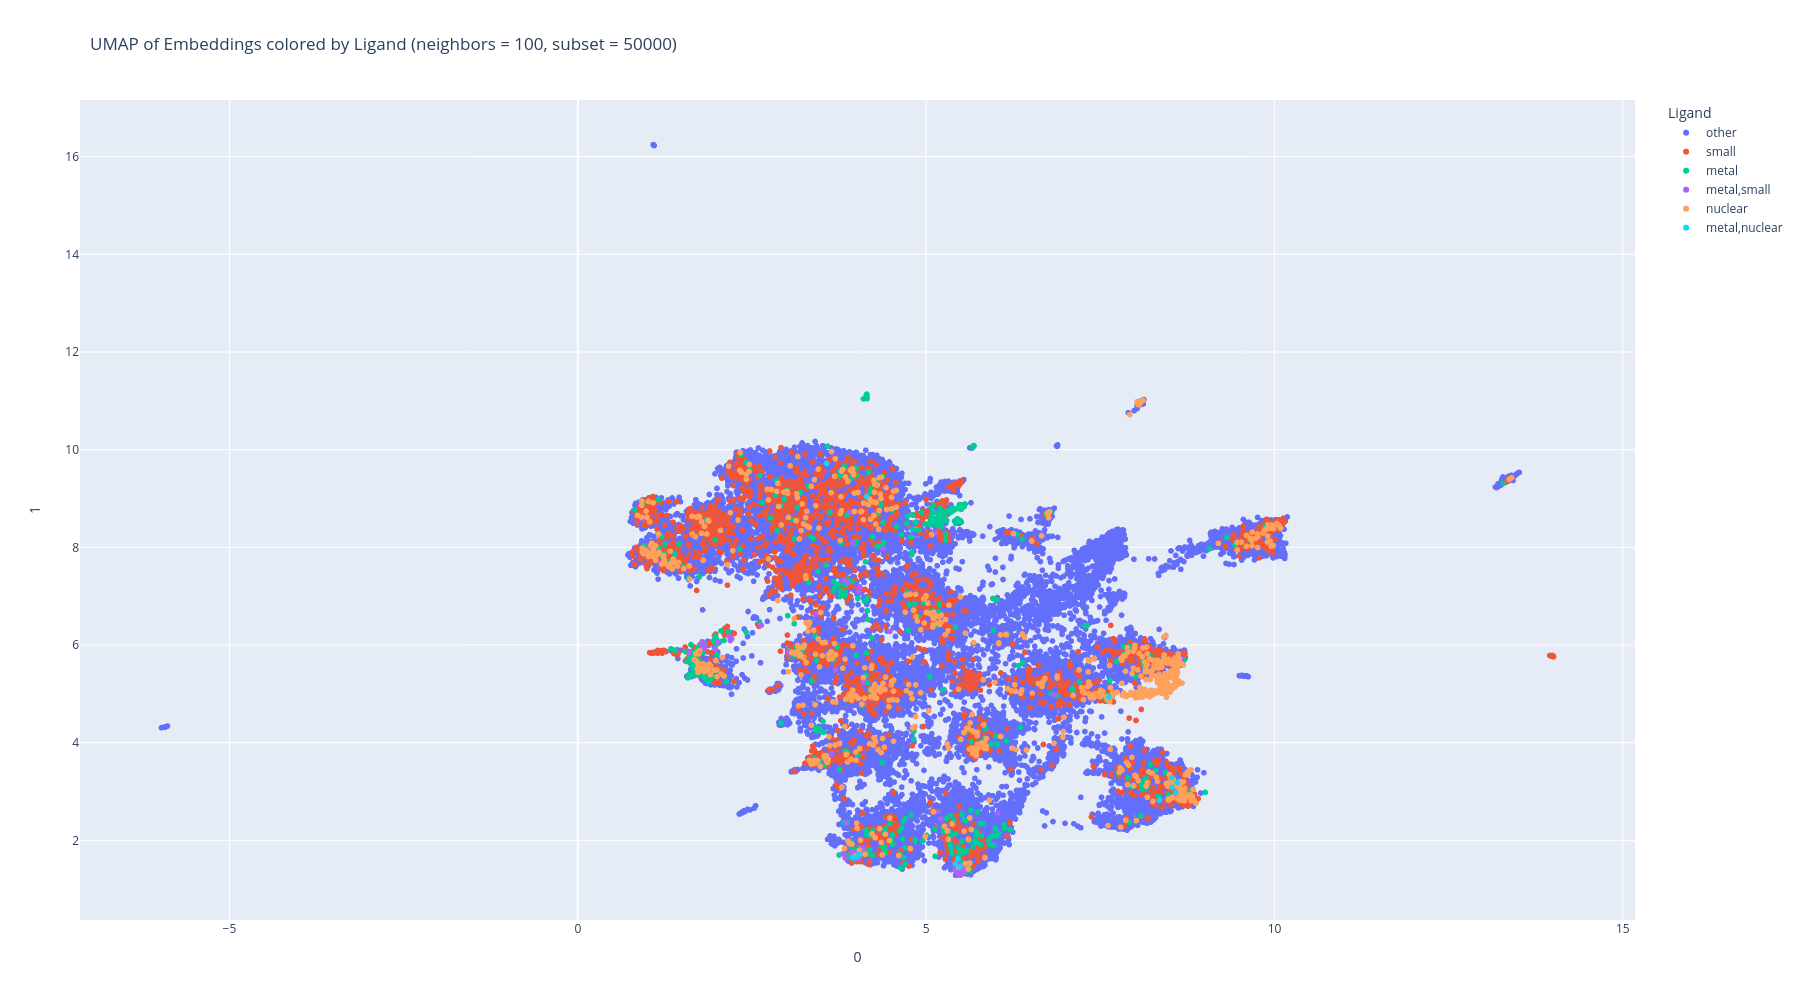 UMAP of Embeddings colored by Ligand (neighbors = 100, subset = 50000)
Ligand
other
small
metal
metal,small
nuclear
metal,nuclear
16
14
12
10
8
6
4
2
1
−5
0
5
10
15
0